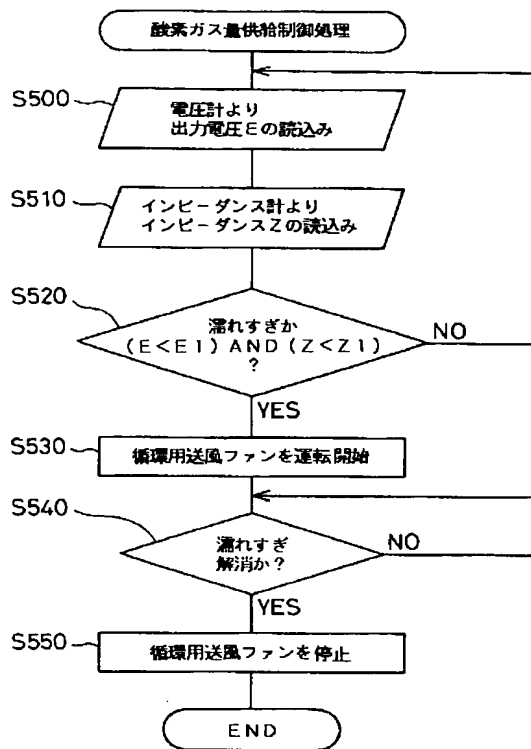 酸素ガス量供給制御処理
S500
電圧計より
出力電圧Eの読込み
S510
インピーダンス計より
インピーダンスZの読込み
S520
濡れすぎか
(E<E1) AND (Z<Z1)
?
NO
YES
S530
循環用送風ファンを運転開始
S540
濡れすぎ
解消か?
NO
YES
S550
循環用送風ファンを停止
END